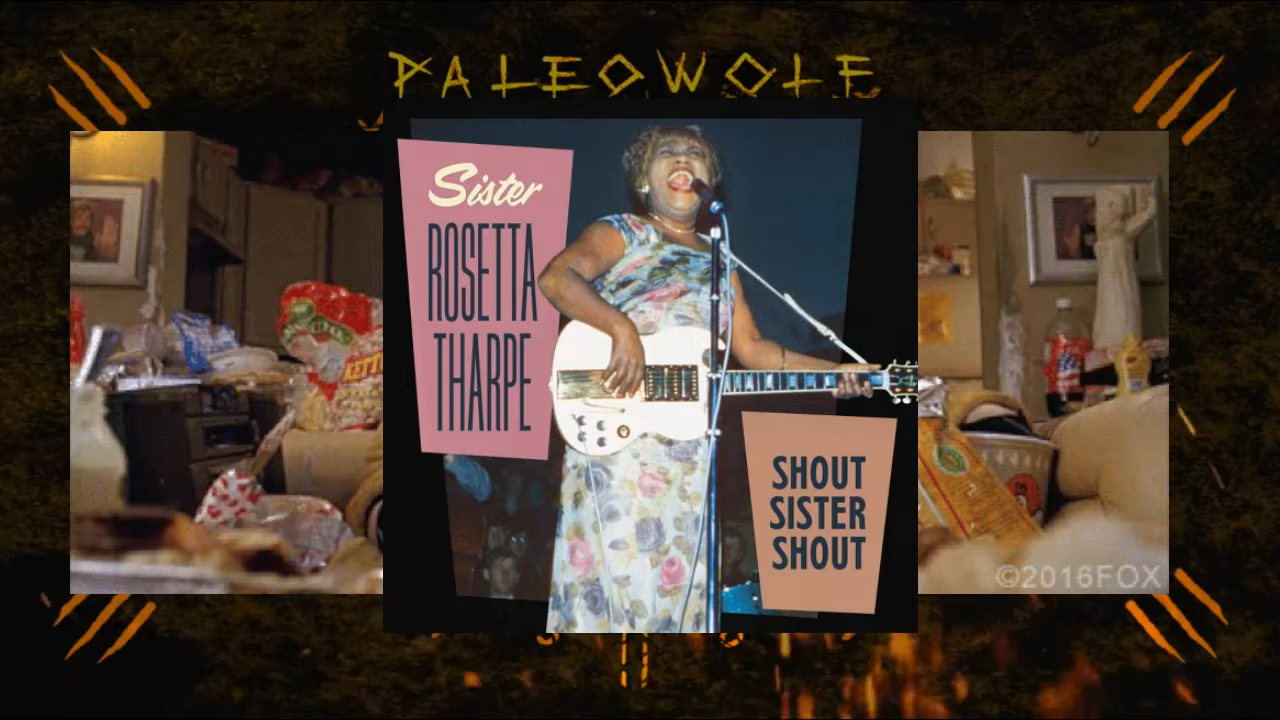 PALEOWOLF
Sister
ROSETTA
THARPE
SHOUT
SISTER
SHOUT
©2016FOX